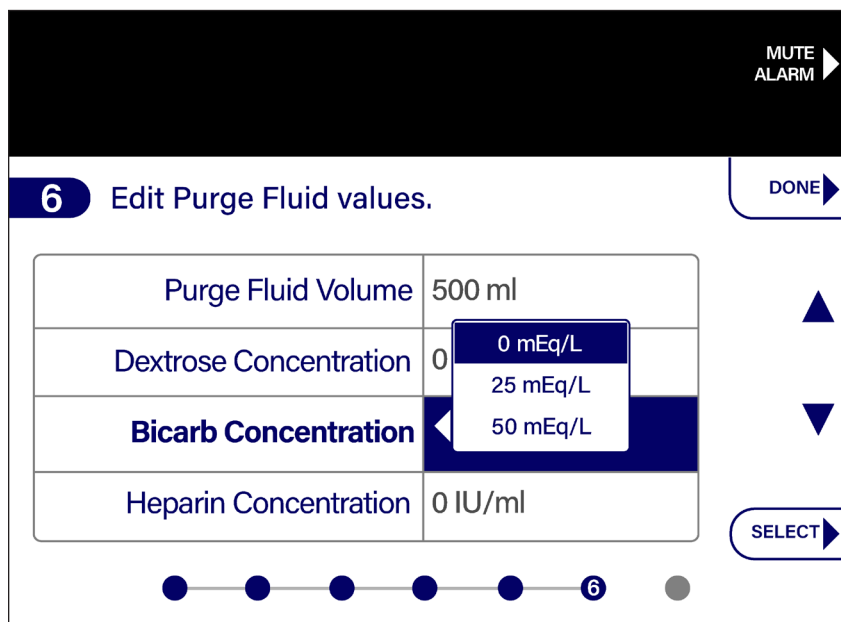 MUTE
ALARM
6 Edit Purge Fluid values.
DONE
Purge Fluid Volume 500 ml
Dextrose Concentration 0
0 mEq/L
25 mEq/L
50 mEq/L
Bicarb Concentration
Heparin Concentration 0 IU/ml
SELECT
6